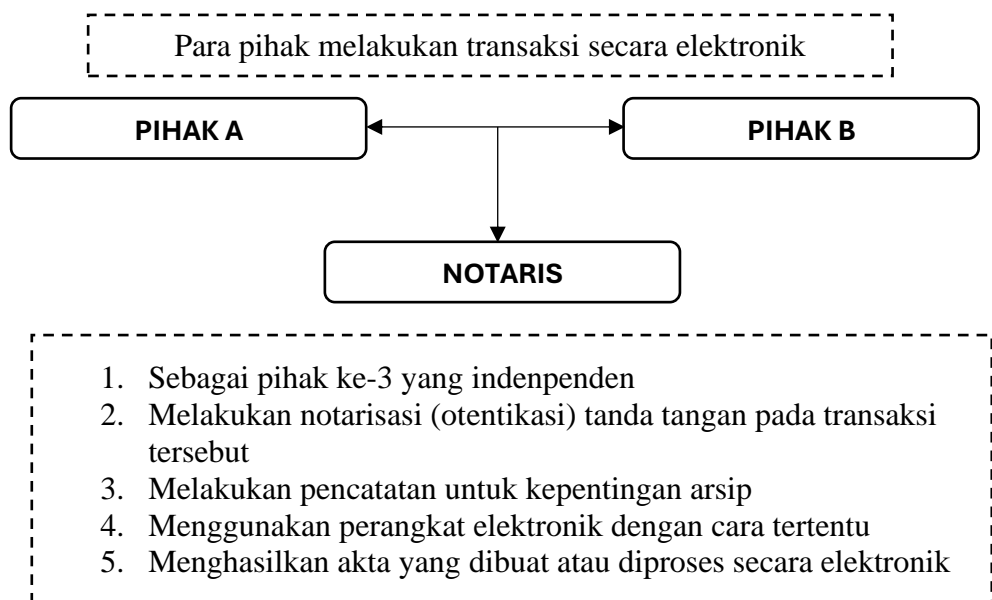 Para pihak melakukan transaksi secara elektronik
PIHAK A
PIHAK B
NOTARIS
1. Sebagai pihak ke-3 yang indenpenden
2. Melakukan notarisasi (otentikasi) tanda tangan pada transaksi
tersebut
3. Melakukan pencatatan untuk kepentingan arsip
4. Menggunakan perangkat elektronik dengan cara tertentu
5. Menghasilkan akta yang dibuat atau diproses secara elektronik